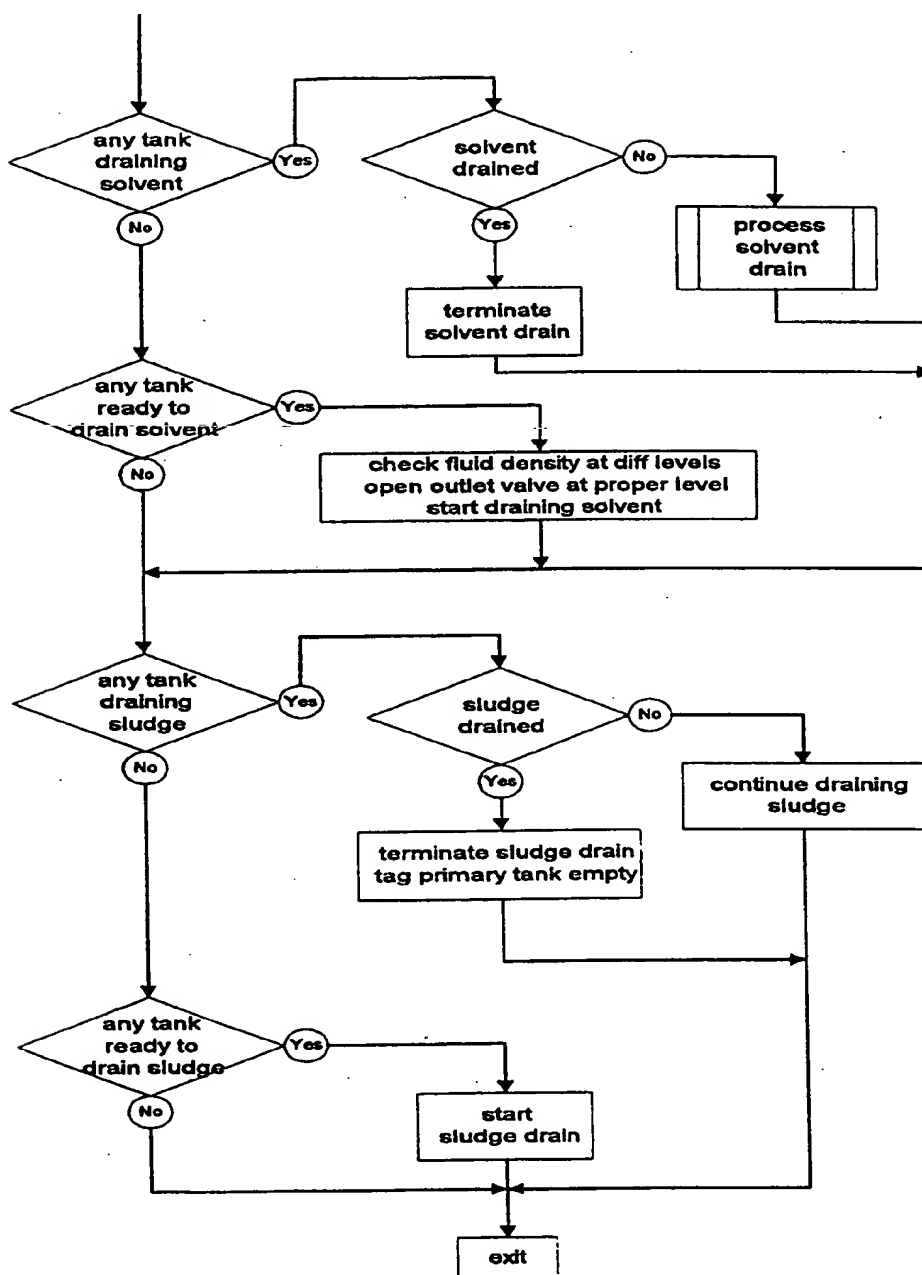 any tank
draining
solvent
Yes
No
solvent
drained
No
Yes
process
solvent
drain
terminate
solvent drain
any tank
ready to
drain solvent
Yes
No
check fluid density at diff levels
open outlet valve at proper level
start draining solvent
any tank
draining
sludge
Yes
No
sludge
drained
No
Yes
continue draining
sludge
terminate sludge drain
tag primary tank empty
any tank
ready to
drain sludge
Yes
No
start
sludge drain
exit